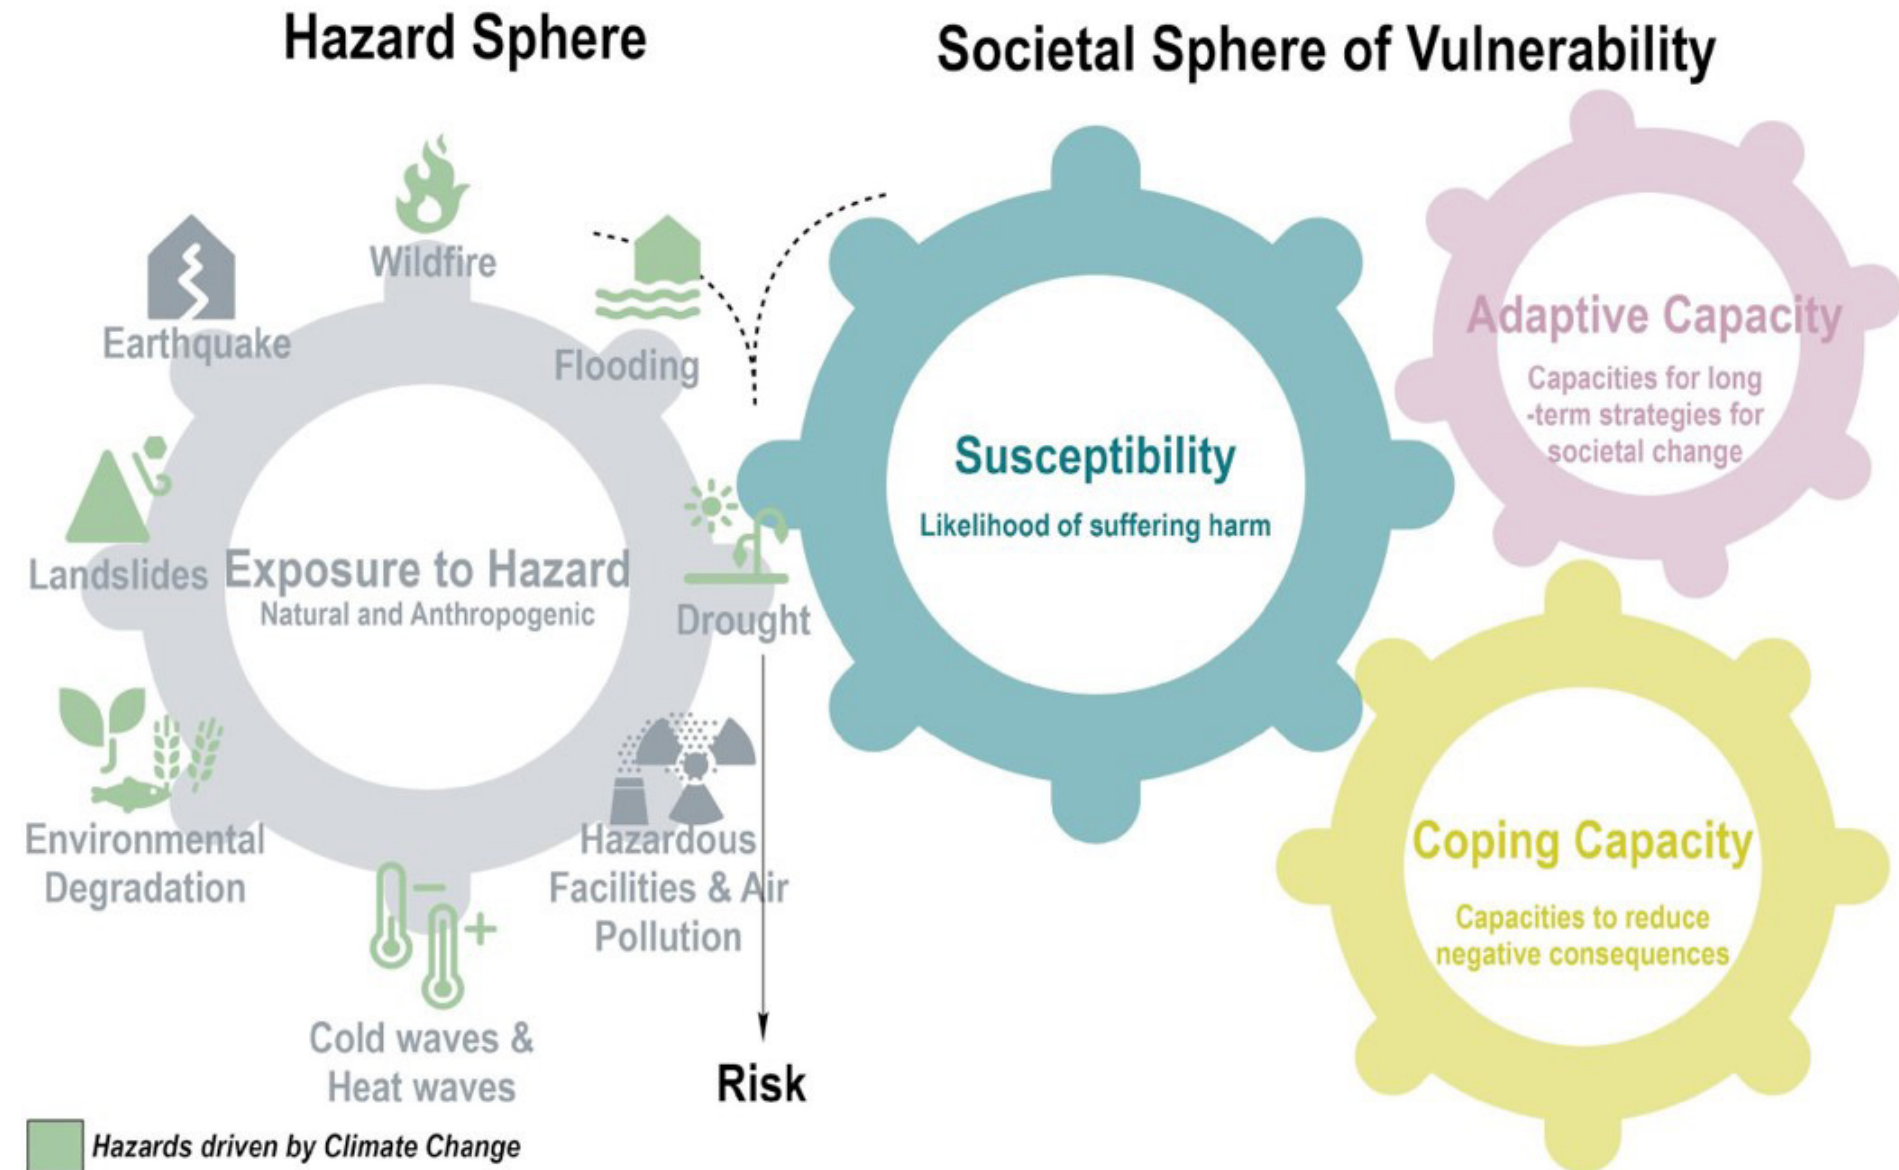 Hazard Sphere
Societal Sphere of Vulnerability
Wildfire
Earthquake
Flooding
Landslides
Exposure to Hazard
Natural and Anthropogenic
Drought
Environmental
Degradation
Hazardous
Facilities & Air
Pollution
Cold waves &
Heat waves
Risk
Susceptibility
Likelihood of suffering harm
Adaptive Capacity
Capacities for long
-term strategies for
societal change
Coping Capacity
Capacities to reduce
negative consequences
Hazards driven by Climate Change